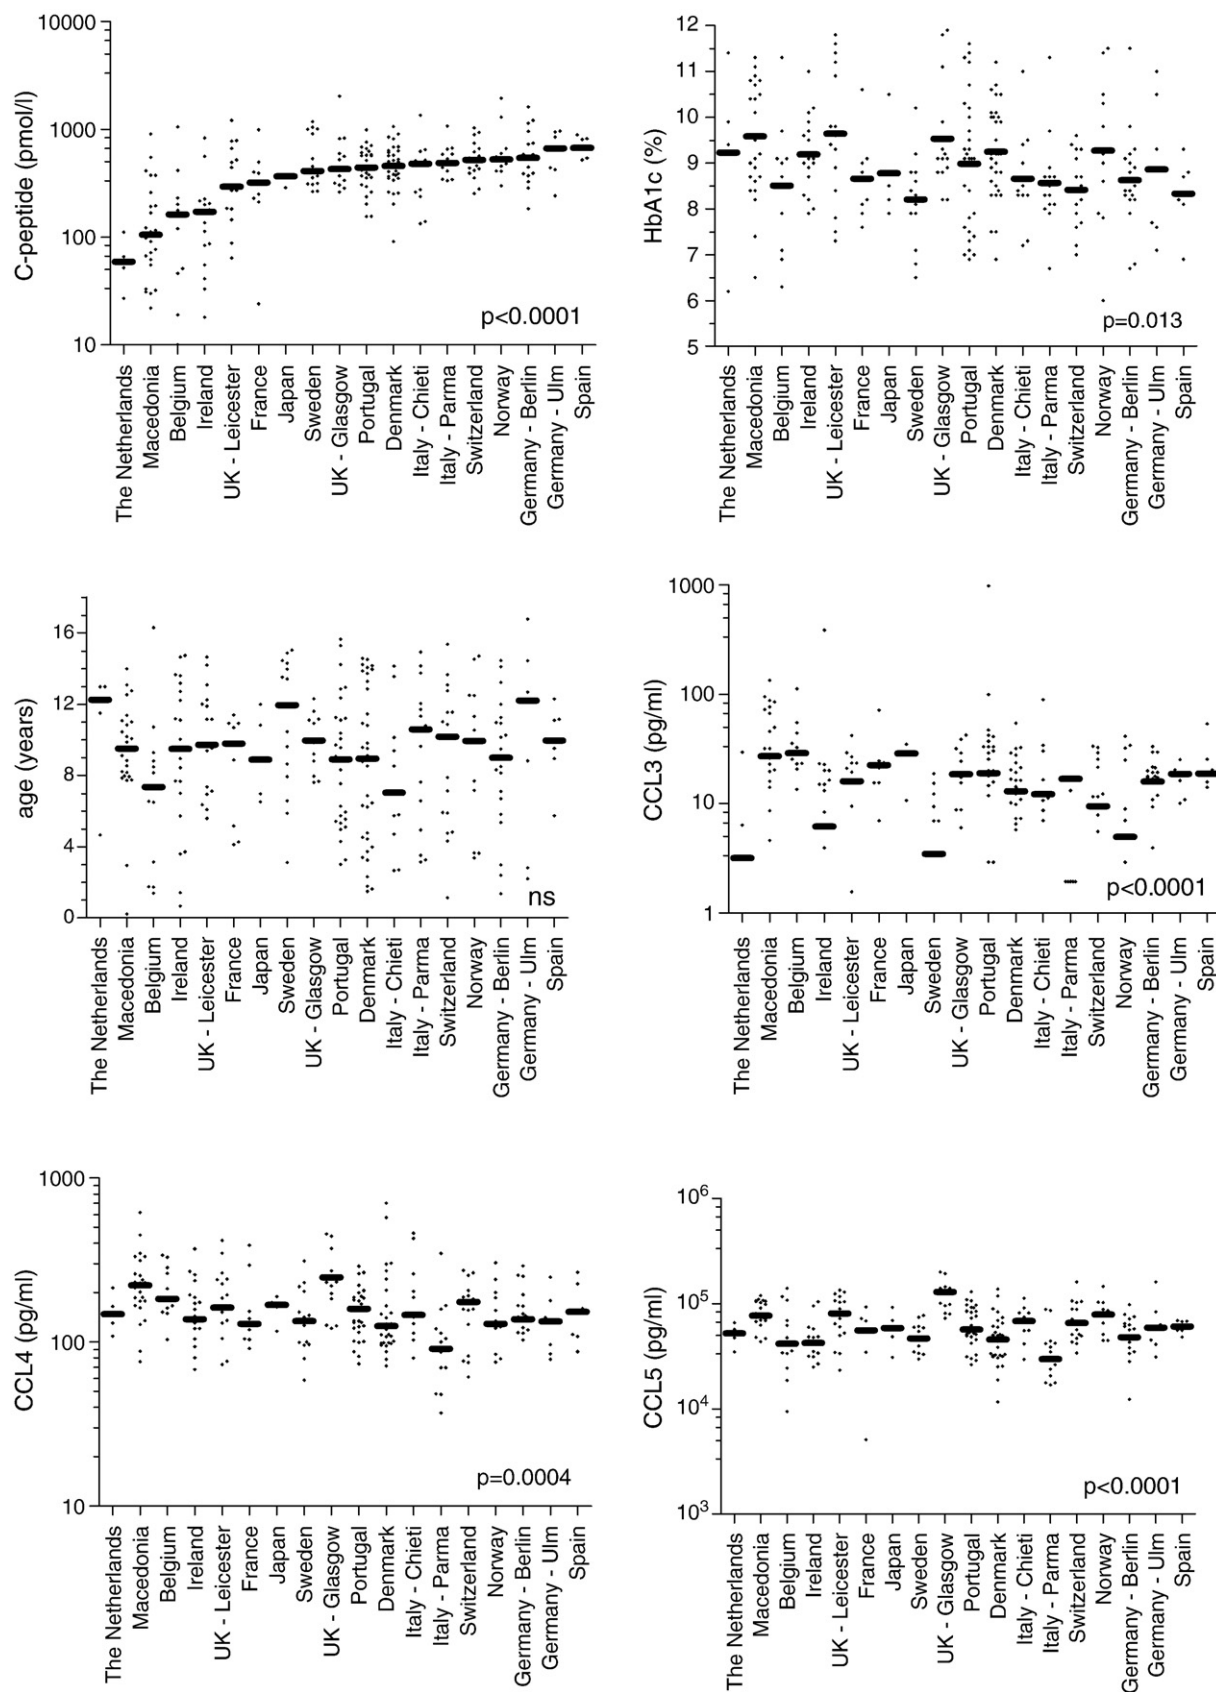 10000
1000
100
10
C-peptide (pmol/l)
p<0.0001
The Netherlands
Macedonia
Belgium
Ireland
UK - Leicester
France
Japan
Sweden
UK - Glasgow
Portugal
Denmark
Italy - Chieti
Italy - Parma
Switzerland
Norway
Germany - Berlin
Germany - Ulm
Spain
12
11
10
9
8
7
6
5
HbA1c (%)
p=0.013
The Netherlands
Macedonia
Belgium
Ireland
UK - Leicester
France
Japan
Sweden
UK - Glasgow
Portugal
Denmark
Italy - Chieti
Italy - Parma
Switzerland
Norway
Germany - Berlin
Germany - Ulm
Spain
16
12
8
4
0
age (years)
ns
The Netherlands
Macedonia
Belgium
Ireland
UK - Leicester
France
Japan
Sweden
UK - Glasgow
Portugal
Denmark
Italy - Chieti
Italy - Parma
Switzerland
Norway
Germany - Berlin
Germany - Ulm
Spain
1000
100
10
1
CCL3 (pg/ml)
p<0.0001
The Netherlands
Macedonia
Belgium
Ireland
UK - Leicester
France
Japan
Sweden
UK - Glasgow
Portugal
Denmark
Italy - Chieti
Italy - Parma
Switzerland
Norway
Germany - Berlin
Germany - Ulm
Spain
1000
100
10
CCL4 (pg/ml)
p=0.0004
The Netherlands
Macedonia
Belgium
Ireland
UK - Leicester
France
Japan
Sweden
UK - Glasgow
Portugal
Denmark
Italy - Chieti
Italy - Parma
Switzerland
Norway
Germany - Berlin
Germany - Ulm
Spain
10⁶
10⁵
10⁴
10³
CCL5 (pg/ml)
p<0.0001
The Netherlands
Macedonia
Belgium
Ireland
UK - Leicester
France
Japan
Sweden
UK - Glasgow
Portugal
Denmark
Italy - Chieti
Italy - Parma
Switzerland
Norway
Germany - Berlin
Germany - Ulm
Spain